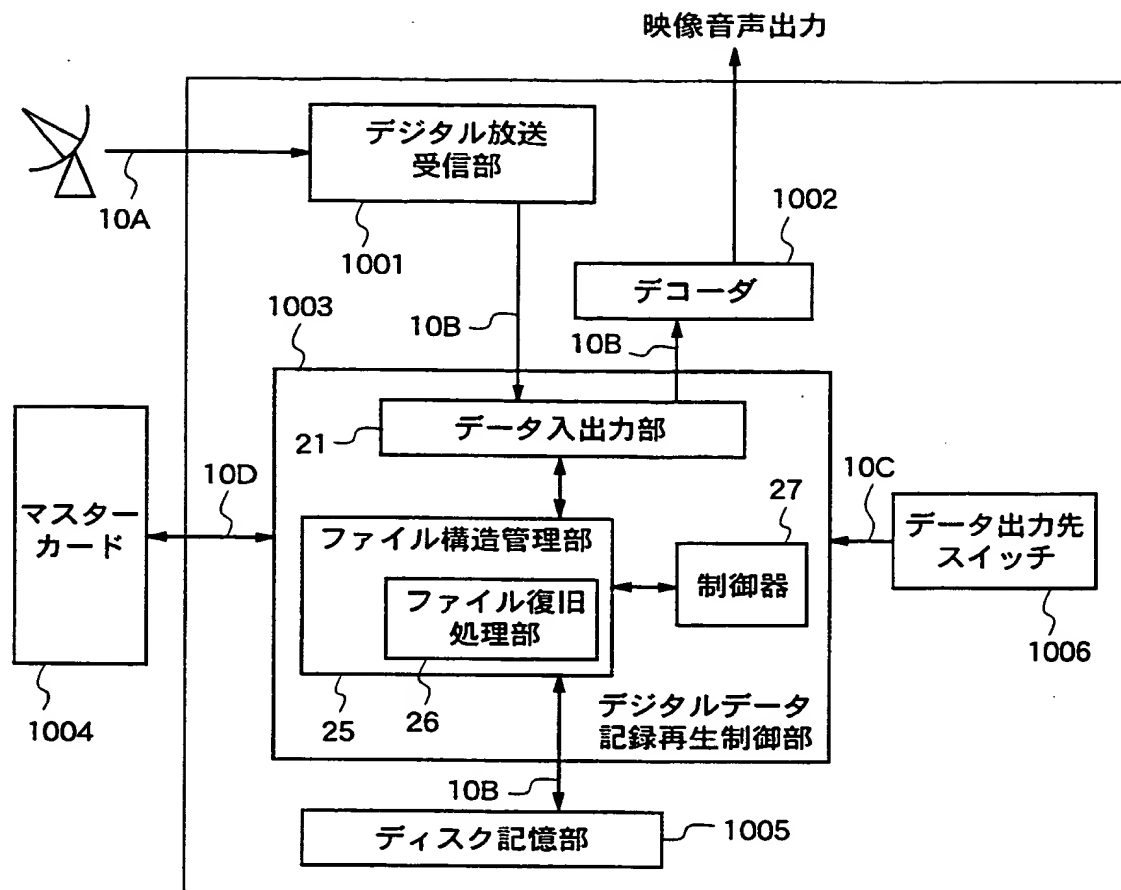 映像音声出力
デジタル放送
受信部
10A
1001
1002
デコーダ
1003
10B
10B
データ入出力部
21
マスター
カード
10D
27
10C
データ出力先
スイッチ
ファイル構造管理部
制御器
ファイル復旧
処理部
1006
1004
25
26
デジタルデータ
記録再生制御部
10B
ディスク記憶部
1005